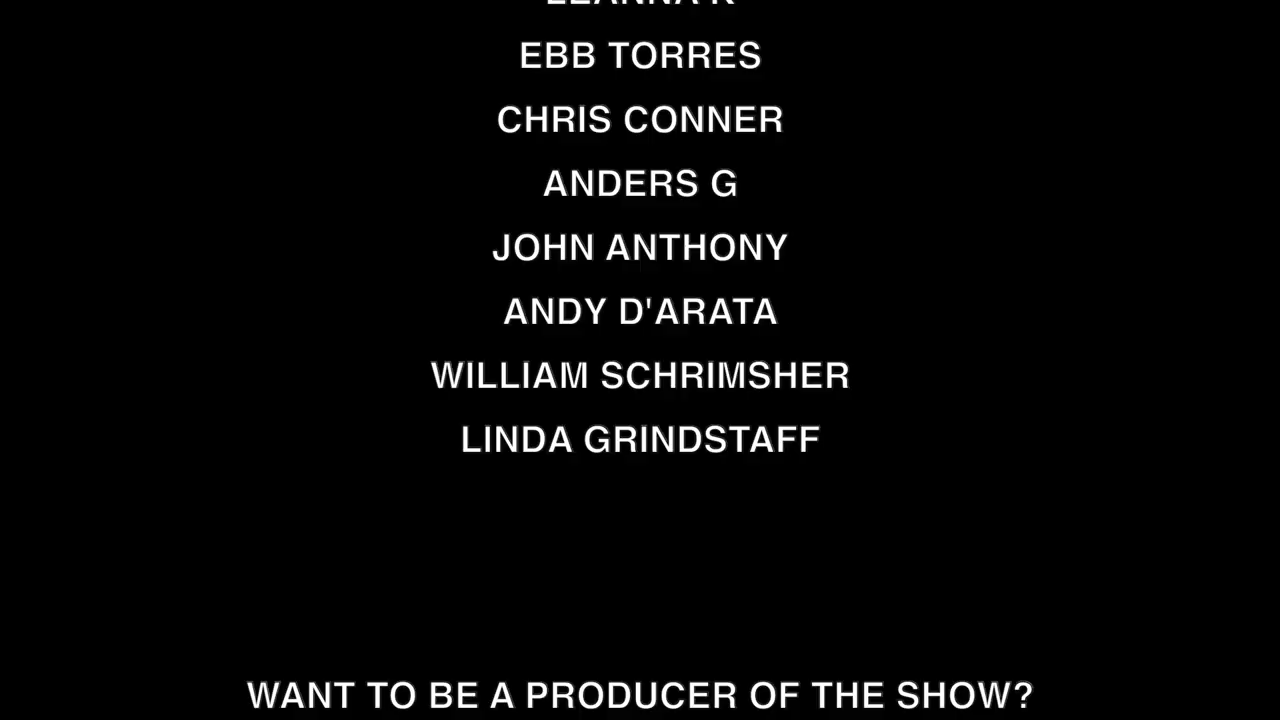 LEANNA K
EBB TORRES
CHRIS CONNER
ANDERS G
JOHN ANTHONY
ANDY D'ARATA
WILLIAM SCHRIMSHER
LINDA GRINDSTAFF
WANT TO BE A PRODUCER OF THE SHOW?